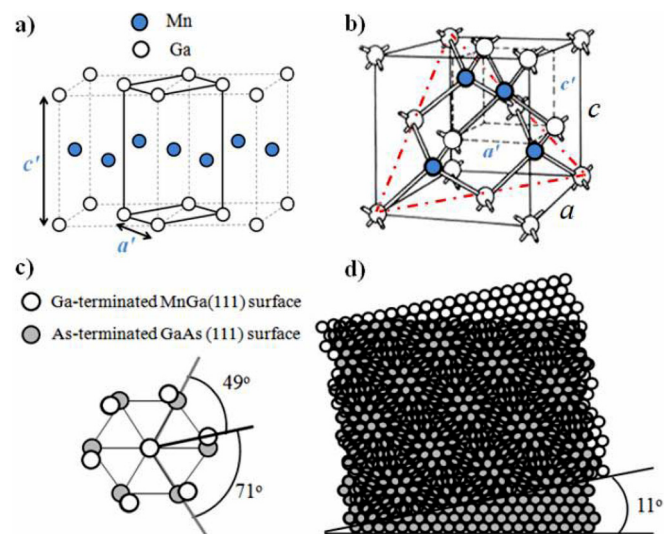 a)
Mn
Ga
c'
a'
b)
c'
a'
c
a
c)
Ga-terminated MnGa(111) surface
As-terminated GaAs (111) surface
49°
71°
d)
11°